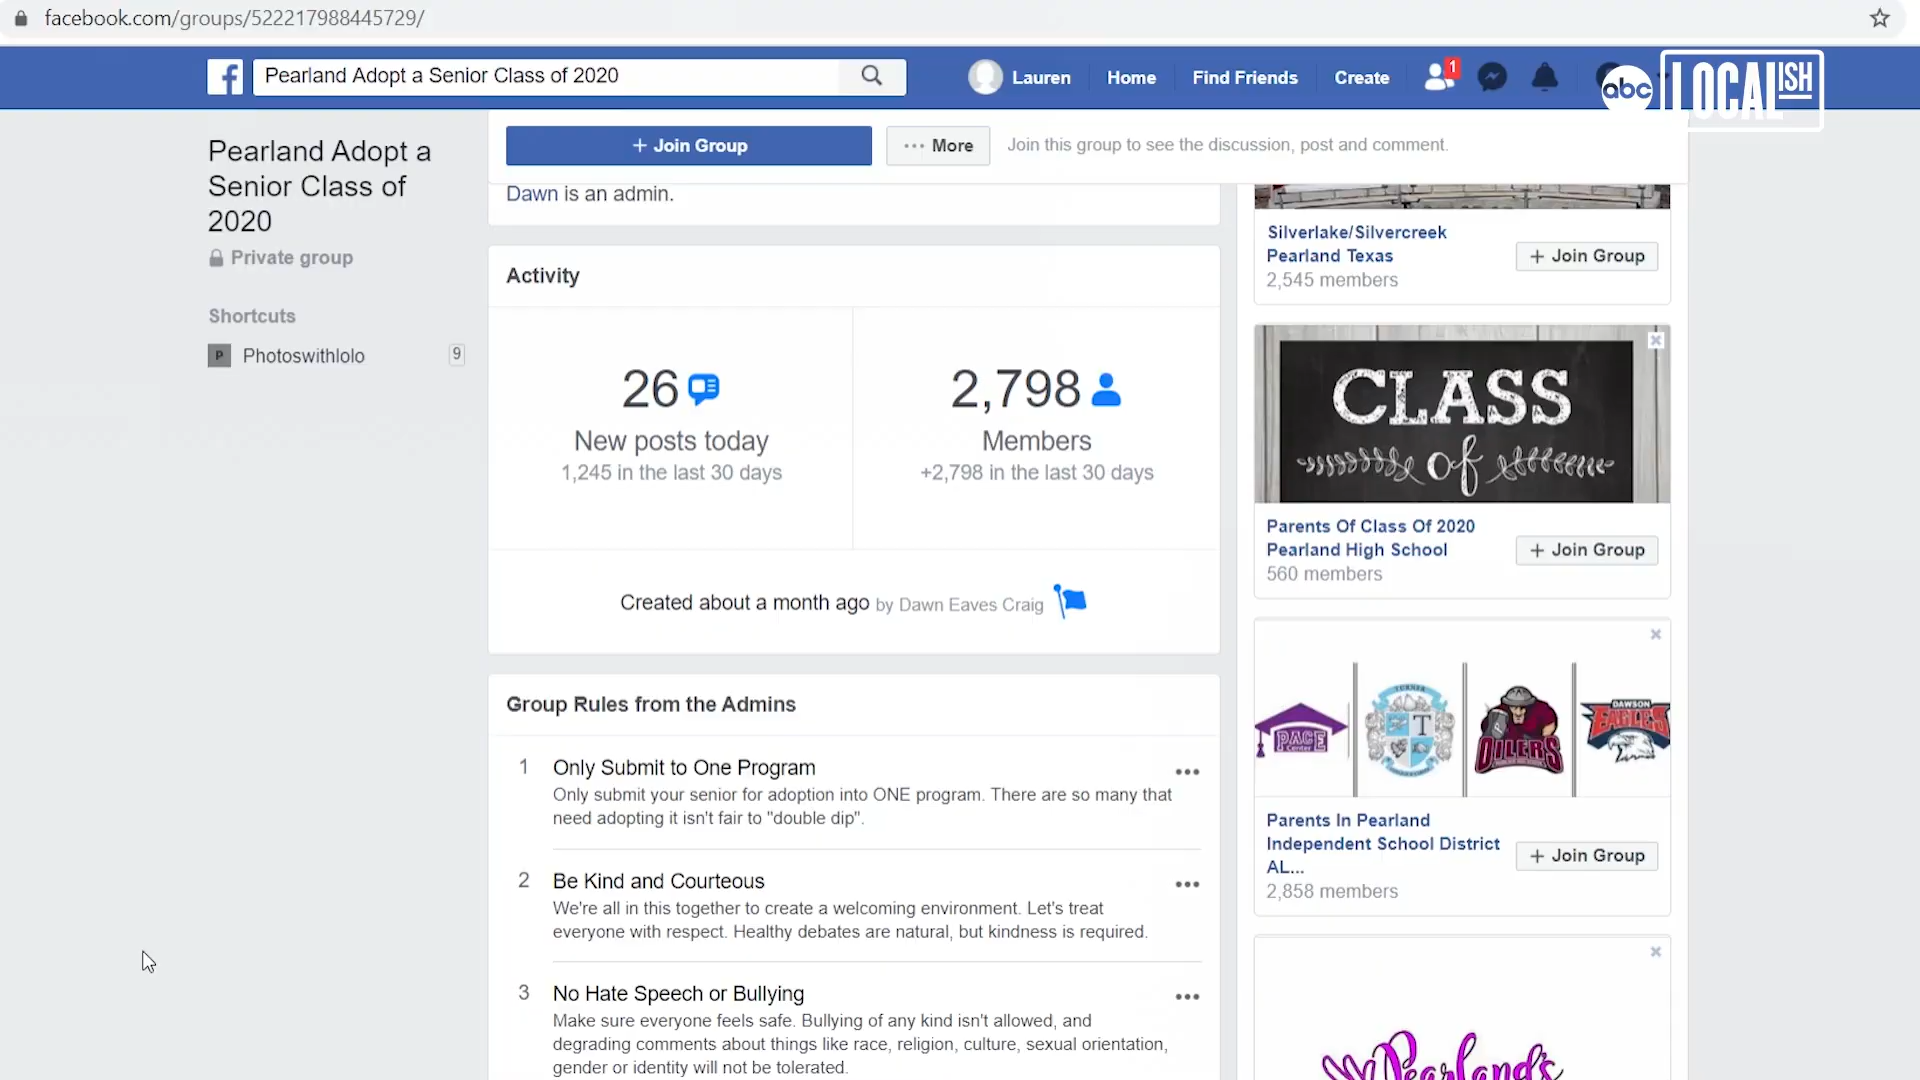 facebook.com/groups/522217988445729/
Pearland Adopt a Senior Class of 2020
Lauren
Home
Find Friends
Create
1
abc LOCALISH
Pearland Adopt a
Senior Class of
2020
Private group
Shortcuts
P Photoswithlolo 9
+ Join Group
... More
Join this group to see the discussion, post and comment.
Dawn is an admin.
Activity
26
New posts today
1,245 in the last 30 days
2,798
Members
+2,798 in the last 30 days
Created about a month ago by Dawn Eaves Craig
Group Rules from the Admins
1 Only Submit to One Program
Only submit your senior for adoption into ONE program. There are so many that
need adopting it isn't fair to "double dip".
2 Be Kind and Courteous
We're all in this together to create a welcoming environment. Let's treat
everyone with respect. Healthy debates are natural, but kindness is required.
3 No Hate Speech or Bullying
Make sure everyone feels safe. Bullying of any kind isn't allowed, and
degrading comments about things like race, religion, culture, sexual orientation,
gender or identity will not be tolerated.
Silverlake/Silvercreek
Pearland Texas
2,545 members
+ Join Group
CLASS
of
Parents Of Class Of 2020
Pearland High School
560 members
+ Join Group
PACE
Center
TURNER
T
OILERS
DAWSON
EAGLES
Parents In Pearland
Independent School District
AL...
2,858 members
+ Join Group
Pearland's